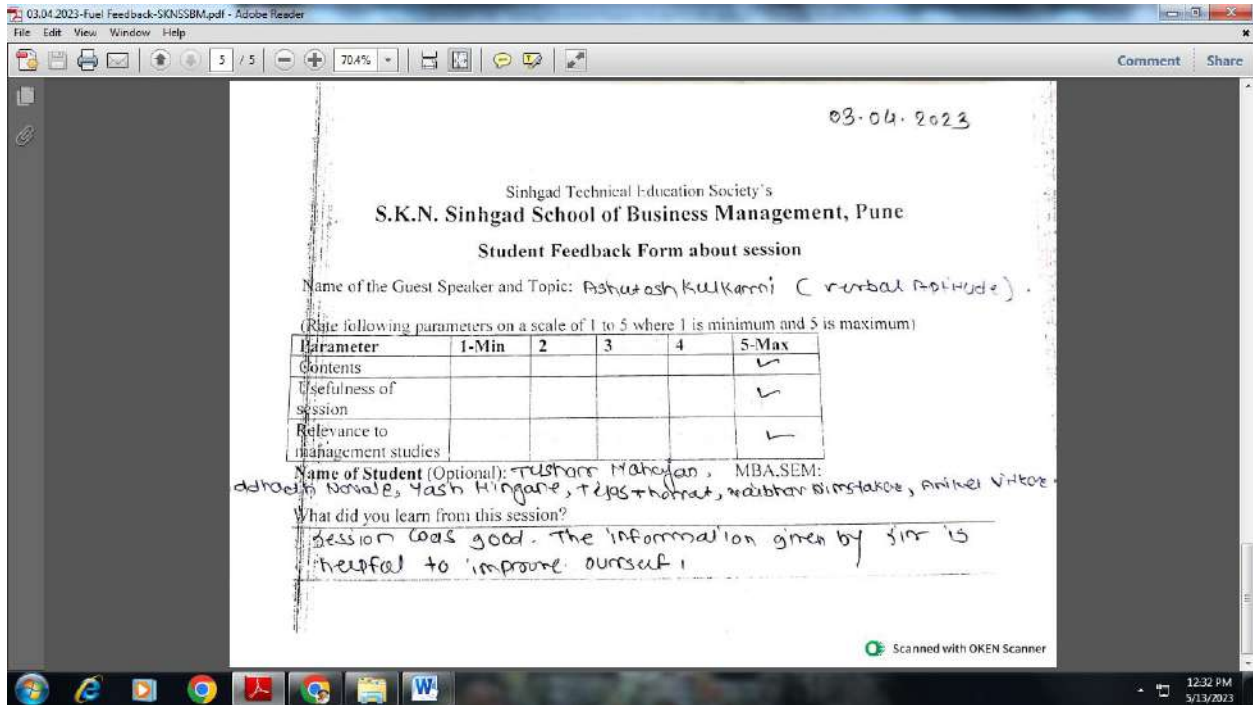 03.04.2023-Fuel Feedback-SKNSSBM.pdf - Adobe Reader
File Edit View Window Help
5 / 5 70.4% Comment Share
03.04.2023
Sinhgad Technical Education Society's
S.K.N. Sinhgad School of Business Management, Pune
Student Feedback Form about session
Name of the Guest Speaker and Topic: Ashutosh Kulkarni ( verbal Aptitude ) .
(Rate following parameters on a scale of 1 to 5 where 1 is minimum and 5 is maximum)
Parameter 1-Min 2 3 4 5-Max
Contents
Usefulness of
session
Relevance to
management studies
Name of Student (Optional): Tushar Mahajan, MBA.SEM:
Yash Hingane, Tejas Thorat,
What did you learn from this session?
Session was good. The information given by sir is
helpful to improve ourself
Scanned with OKEN Scanner
12:32 PM
5/13/2023